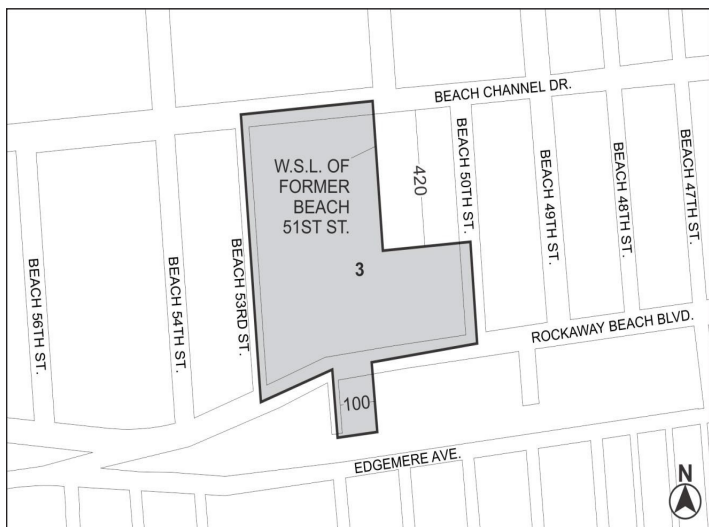 BEACH CHANNEL DR.
W.S.L. OF
FORMER
BEACH
51ST ST.
420
BEACH 50TH ST.
BEACH 49TH ST.
BEACH 48TH ST.
BEACH 47TH ST.
BEACH 56TH ST.
BEACH 54TH ST.
BEACH 53RD ST.
3
ROCKAWAY BEACH BLVD.
100
EDGEMERE AVE.
N